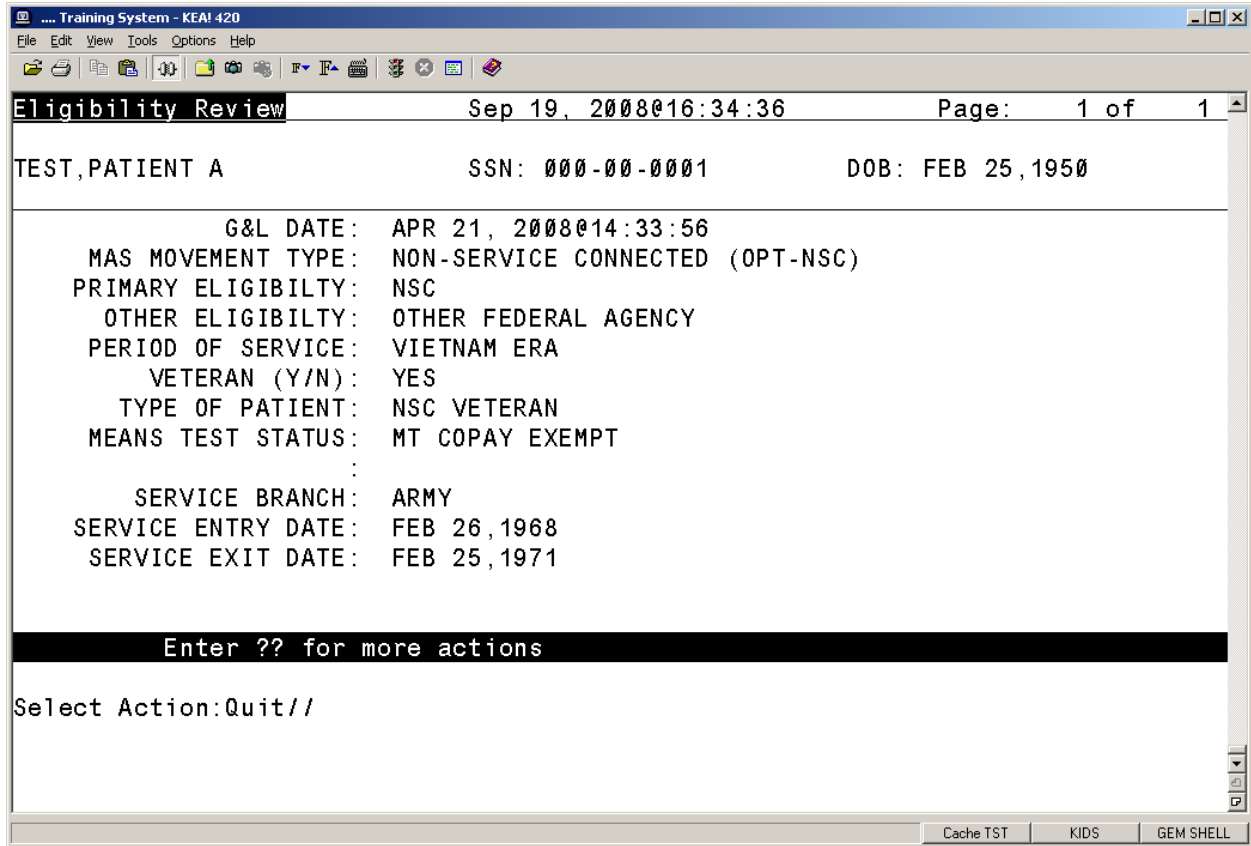 .... Training System - KEA! 420
File Edit View Tools Options Help
Eligibility Review Sep 19, 2008@16:34:36 Page: 1 of 1
TEST,PATIENT A SSN: 000-00-0001 DOB: FEB 25,1950
G&L DATE: APR 21, 2008@14:33:56
MAS MOVEMENT TYPE: NON-SERVICE CONNECTED (OPT-NSC)
PRIMARY ELIGIBILTY: NSC
OTHER ELIGIBILTY: OTHER FEDERAL AGENCY
PERIOD OF SERVICE: VIETNAM ERA
VETERAN (Y/N): YES
TYPE OF PATIENT: NSC VETERAN
MEANS TEST STATUS: MT COPAY EXEMPT
:
SERVICE BRANCH: ARMY
SERVICE ENTRY DATE: FEB 26,1968
SERVICE EXIT DATE: FEB 25,1971
Enter ?? for more actions
Select Action:Quit//
Cache TST KIDS GEM SHELL